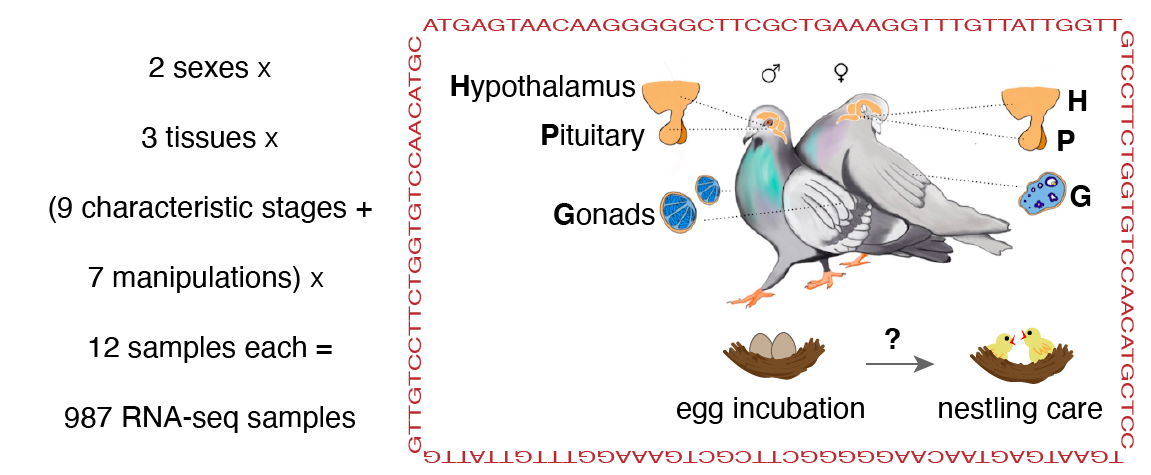 ATGAGTAACAAGGGGGCTTCGCTGAAAGGTTTGTTATTGGTT
GTCCTTCTGGTGTCCAACATGCTCC
TGAATGAGTAACAAGGGGGCTTCGCTGAAAGGTTTGTTATTG
GTTGTCCTTCTGGTGTCCAACATGC
2 sexes x
3 tissues x
(9 characteristic stages +
7 manipulations) x
12 samples each =
987 RNA-seq samples
♂ ♀
Hypothalamus
Pituitary
Gonads
H
P
G
?
egg incubation
nestling care